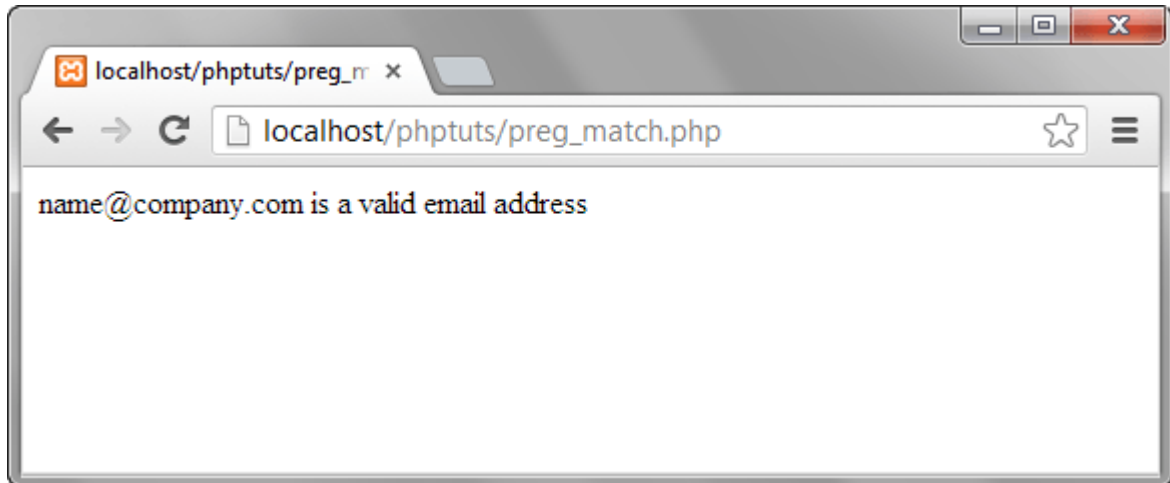 localhost/phptuts/preg_m
localhost/phptuts/preg_match.php
name@company.com is a valid email address